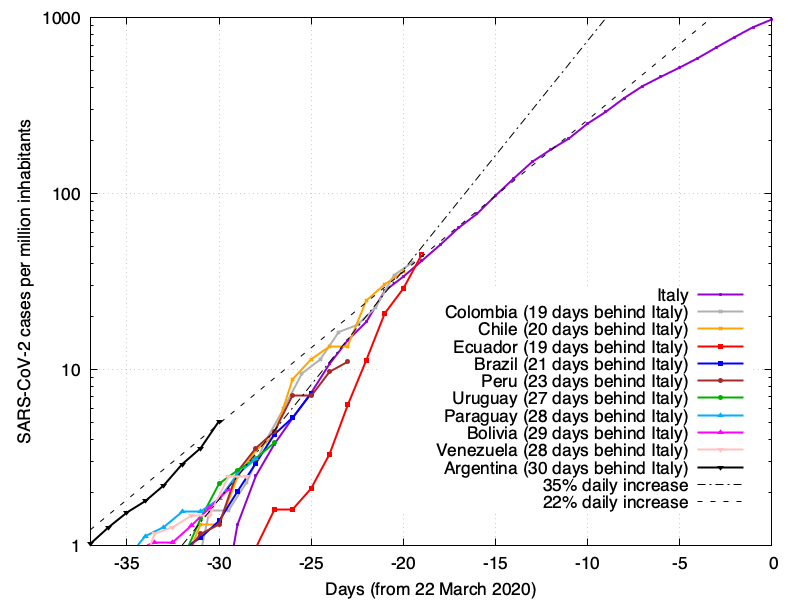 1000
100
10
1
SARS-CoV-2 cases per million inhabitants
Italy
Colombia (19 days behind Italy)
Chile (20 days behind Italy)
Ecuador (19 days behind Italy)
Brazil (21 days behind Italy)
Peru (23 days behind Italy)
Uruguay (27 days behind Italy)
Paraguay (28 days behind Italy)
Bolivia (29 days behind Italy)
Venezuela (28 days behind Italy)
Argentina (30 days behind Italy)
35% daily increase
22% daily increase
-35 -30 -25 -20 -15 -10 -5 0
Days (from 22 March 2020)